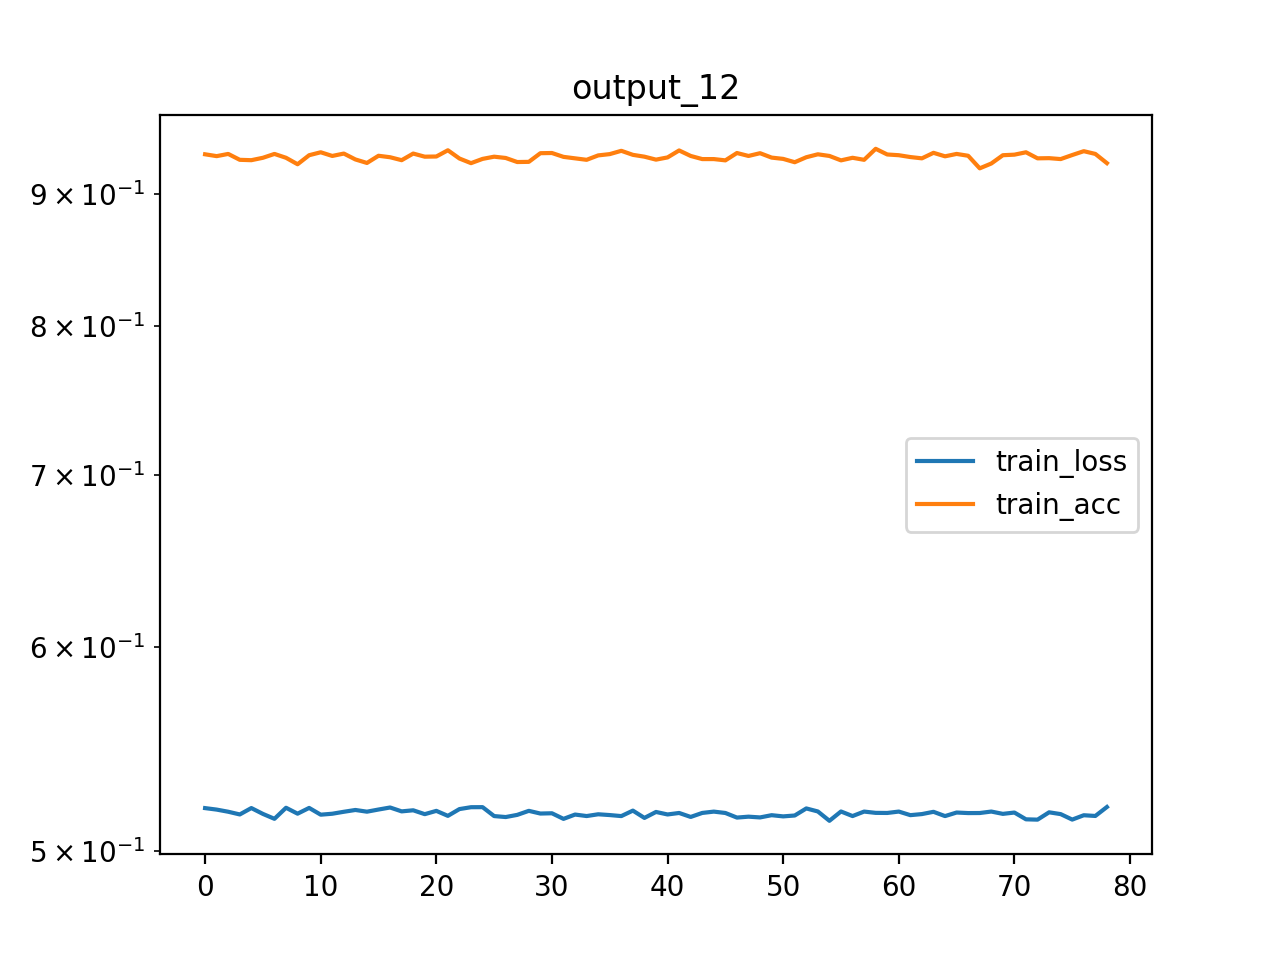 output_12
9 × 10⁻¹
8 × 10⁻¹
7 × 10⁻¹
6 × 10⁻¹
5 × 10⁻¹
train_loss
train_acc
0 10 20 30 40 50 60 70 80